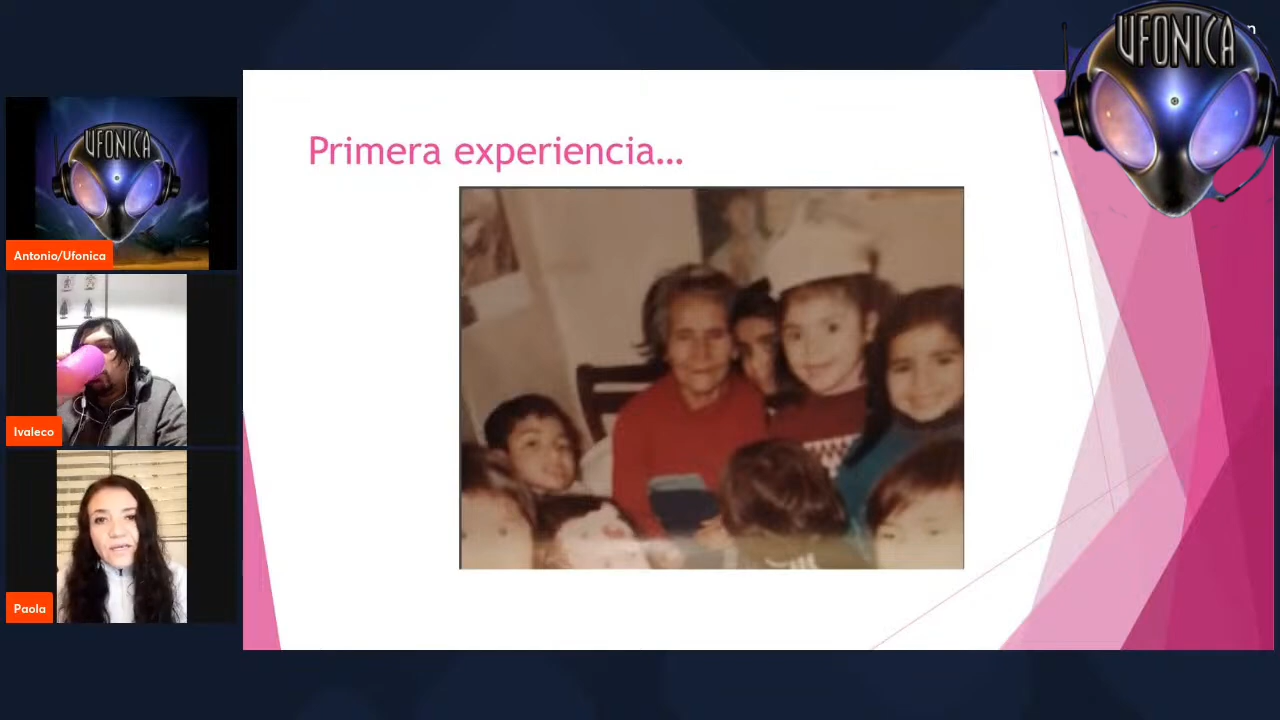 UFONICA
Primera experiencia...
UFONICA
Antonio/Ufonica
Ivaleco
Paola